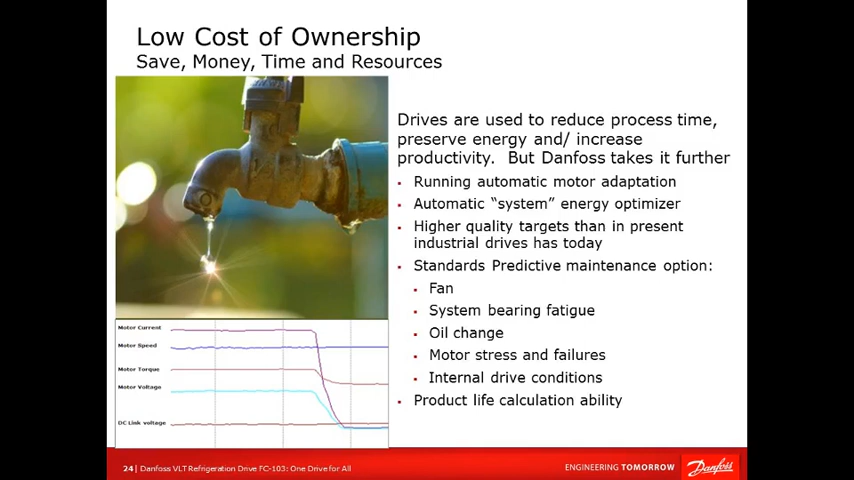 Low Cost of Ownership
Save, Money, Time and Resources
Drives are used to reduce process time,
preserve energy and/ increase
productivity. But Danfoss takes it further
Running automatic motor adaptation
Automatic “system” energy optimizer
Higher quality targets than in present
industrial drives has today
Standards Predictive maintenance option:
Fan
System bearing fatigue
Oil change
Motor stress and failures
Internal drive conditions
Product life calculation ability
Motor Current
Motor Speed
Motor Torque
Motor Voltage
DC Link voltage
24 | Danfoss VLT Refrigeration Drive FC-103: One Drive for All
ENGINEERING TOMORROW
Danfoss